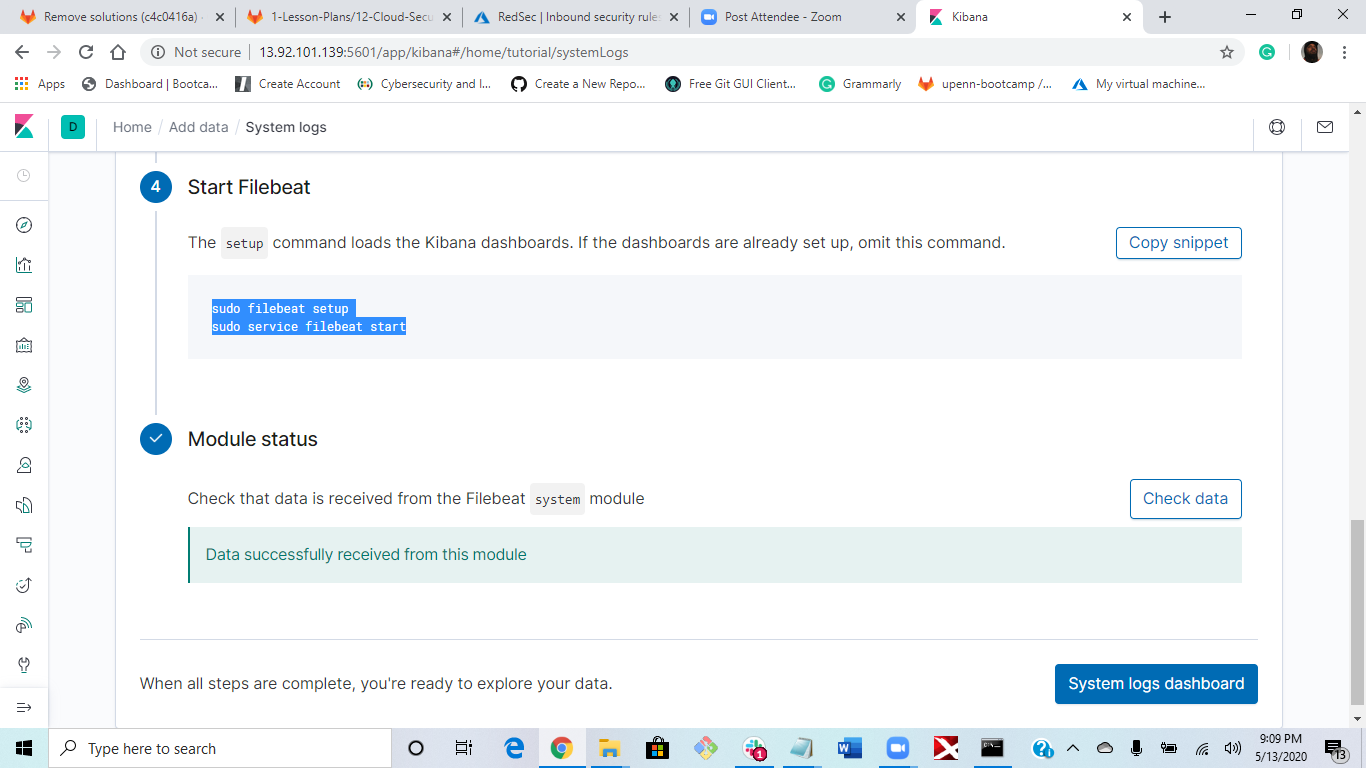 Remove solutions (c4c0416a)
1-Lesson-Plans/12-Cloud-Secu
RedSec | Inbound security rules
Post Attendee - Zoom
Kibana
Not secure
13.92.101.139:5601/app/kibana#/home/tutorial/systemLogs
Apps
Dashboard | Bootca...
Create Account
Cybersecurity and I...
Create a New Repo...
Free Git GUI Client...
Grammarly
upenn-bootcamp /...
My virtual machine...
D
Home / Add data / System logs
4
Start Filebeat
The setup command loads the Kibana dashboards. If the dashboards are already set up, omit this command.
Copy snippet
sudo filebeat setup
sudo service filebeat start
Module status
Check that data is received from the Filebeat system module
Check data
Data successfully received from this module
When all steps are complete, you're ready to explore your data.
System logs dashboard
Type here to search
1
9:09 PM
5/13/2020
13